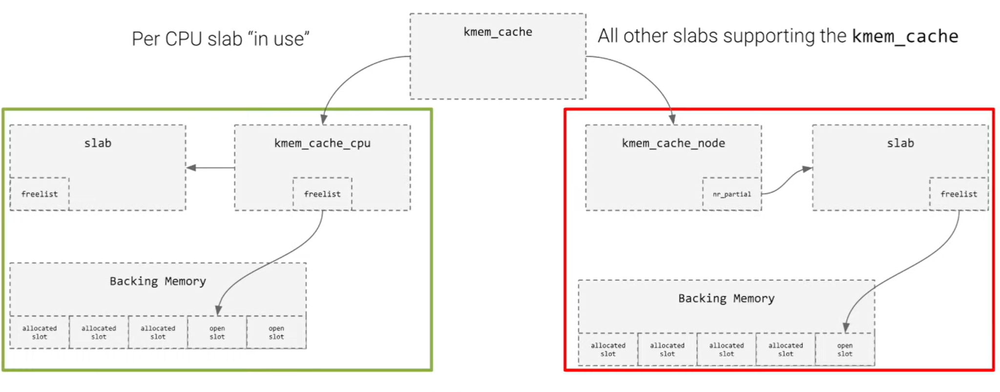 kmem_cache
Per CPU slab “in use”
All other slabs supporting the kmem_cache
slab
kmem_cache_cpu
freelist
freelist
Backing Memory
allocated
slot
allocated
slot
allocated
slot
open
slot
open
slot
kmem_cache_node
slab
nr_partial
freelist
Backing Memory
allocated
slot
allocated
slot
allocated
slot
allocated
slot
open
slot